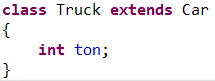 class Truck extends Car
{
    int ton;
}